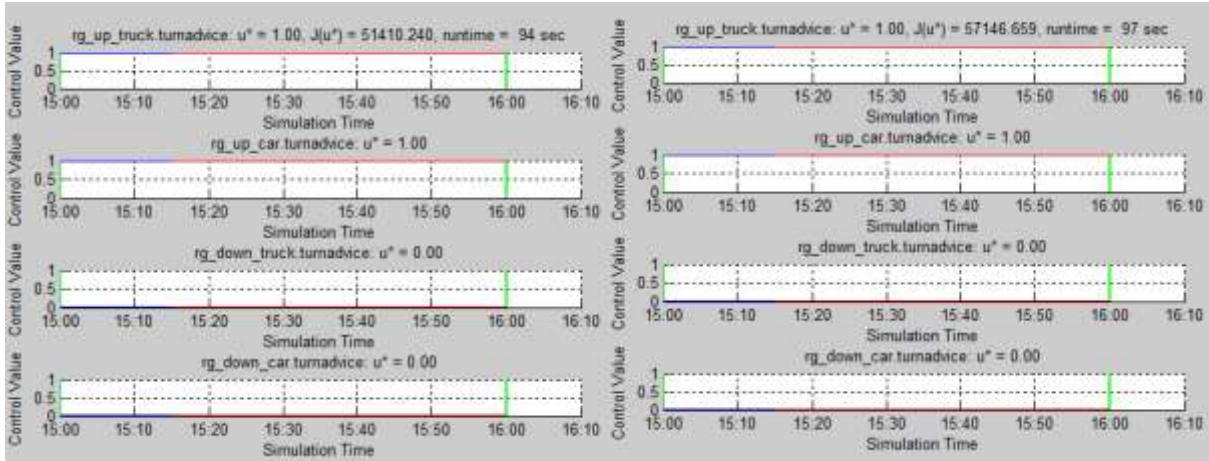 rg_up_truck.turnadvice: u* = 1.00, J(u*) = 51410.240, runtime = 94 sec
Control Value
1
0.5
0
15:00 15:10 15:20 15:30 15:40 15:50 16:00 16:10
Simulation Time
rg_up_car.turnadvice: u* = 1.00
Control Value
1
0.5
0
15:00 15:10 15:20 15:30 15:40 15:50 16:00 16:10
Simulation Time
rg_down_truck.turnadvice: u* = 0.00
Control Value
1
0.5
0
15:00 15:10 15:20 15:30 15:40 15:50 16:00 16:10
Simulation Time
rg_down_car.turnadvice: u* = 0.00
Control Value
1
0.5
0
15:00 15:10 15:20 15:30 15:40 15:50 16:00 16:10
Simulation Time
rg_up_truck.turnadvice: u* = 1.00, J(u*) = 57146.659, runtime = 97 sec
Control Value
1
0.5
0
15:00 15:10 15:20 15:30 15:40 15:50 16:00 16:10
Simulation Time
rg_up_car.turnadvice: u* = 1.00
Control Value
1
0.5
0
15:00 15:10 15:20 15:30 15:40 15:50 16:00 16:10
Simulation Time
rg_down_truck.turnadvice: u* = 0.00
Control Value
1
0.5
0
15:00 15:10 15:20 15:30 15:40 15:50 16:00 16:10
Simulation Time
rg_down_car.turnadvice: u* = 0.00
Control Value
1
0.5
0
15:00 15:10 15:20 15:30 15:40 15:50 16:00 16:10
Simulation Time